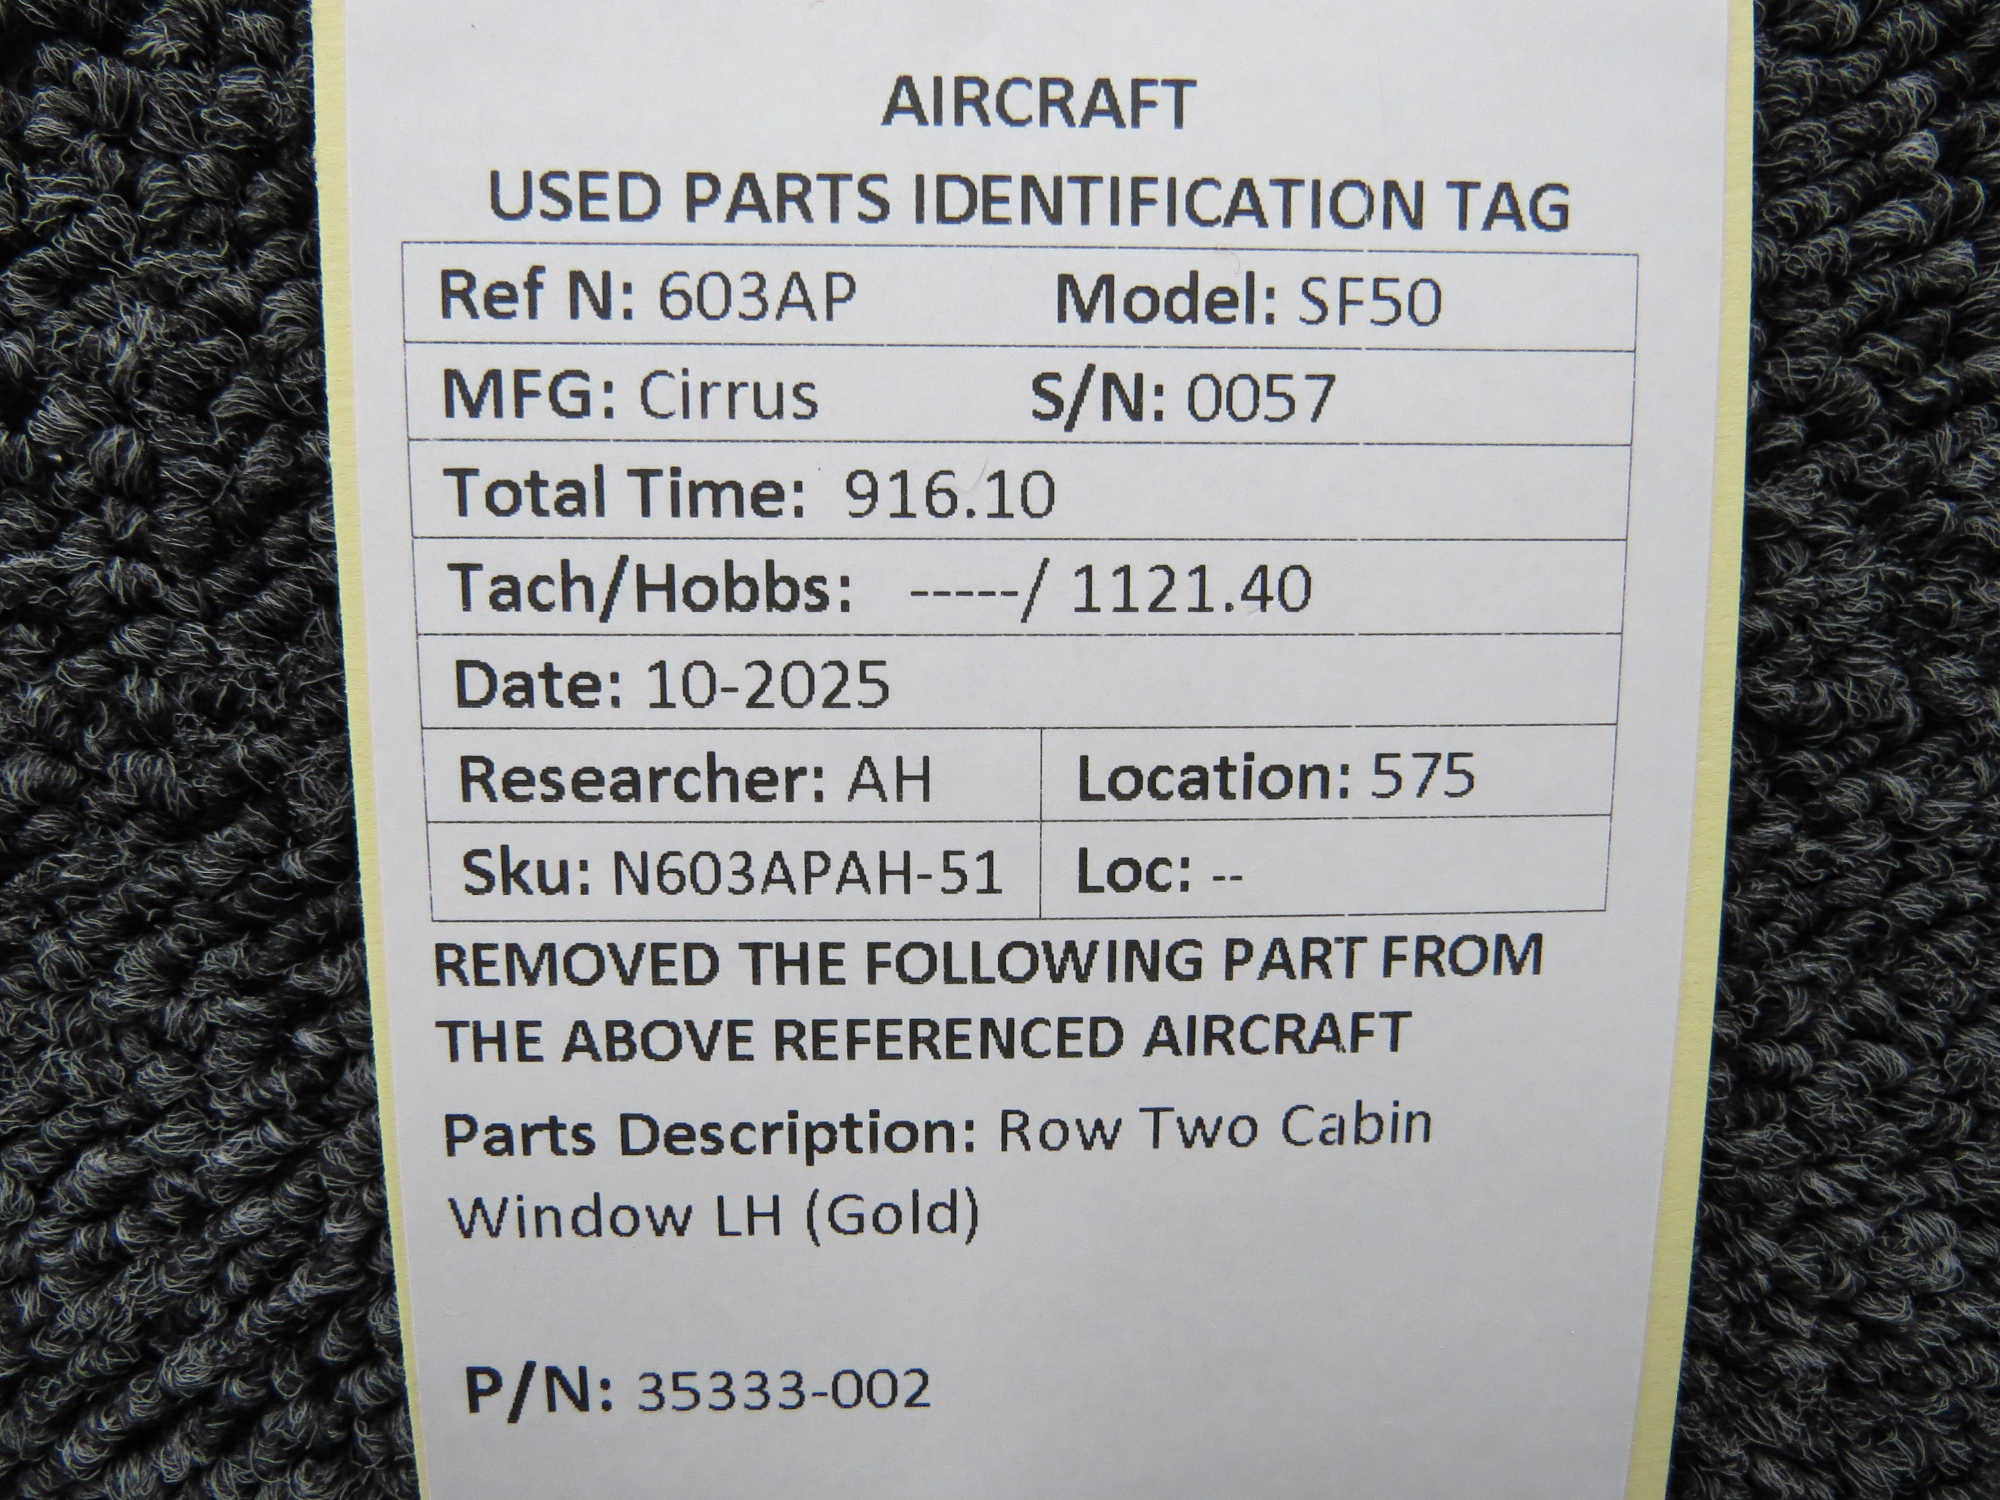 AIRCRAFT
USED PARTS IDENTIFICATION TAG
Ref N: 603AP Model: SF50
MFG: Cirrus S/N: 0057
Total Time: 916.10
Tach/Hobbs: -----/ 1121.40
Date: 10-2025
Researcher: AH Location: 575
Sku: N603APAH-51 Loc: --
REMOVED THE FOLLOWING PART FROM
THE ABOVE REFERENCED AIRCRAFT
Parts Description: Row Two Cabin
Window LH (Gold)
P/N: 35333-002